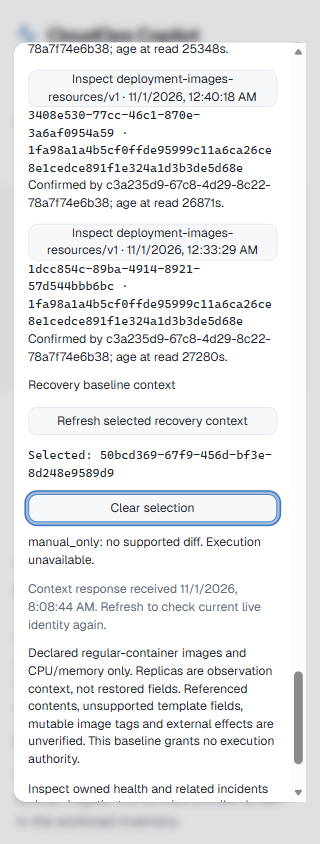 CloudOps Copilot
78a7f74e6b38; age at read 25348s.
Inspect deployment-images-
resources/v1 · 11/1/2026, 12:40:18 AM
3408e530-77cc-46c1-870e-
3a6af0954a59 ·
1fa98a1a4b5cf0ffde95999c11a6ca26ce
8e1cedce891f1e324a1d3b3de5d68e
Confirmed by c3a235d9-67c8-4d29-8c22-
78a7f74e6b38; age at read 26871s.
Inspect deployment-images-
resources/v1 · 11/1/2026, 12:33:29 AM
1dcc854c-89ba-4914-8921-
57d544bbb6bc ·
1fa98a1a4b5cf0ffde95999c11a6ca26ce
8e1cedce891f1e324a1d3b3de5d68e
Confirmed by c3a235d9-67c8-4d29-8c22-
78a7f74e6b38; age at read 27280s.
Recovery baseline context
Refresh selected recovery context
Selected: 50bcd369-67f9-456d-bf3e-
8d248e9589d9
Clear selection
manual_only: no supported diff. Execution
unavailable.
Context response received 11/1/2026,
8:08:44 AM. Refresh to check current live
identity again.
Declared regular-container images and
CPU/memory only. Replicas are observation
context, not restored fields. Referenced
contents, unsupported template fields,
mutable image tags and external effects are
unverified. This baseline grants no execution
authority.
Inspect owned health and related incidents
in the workload inventory.